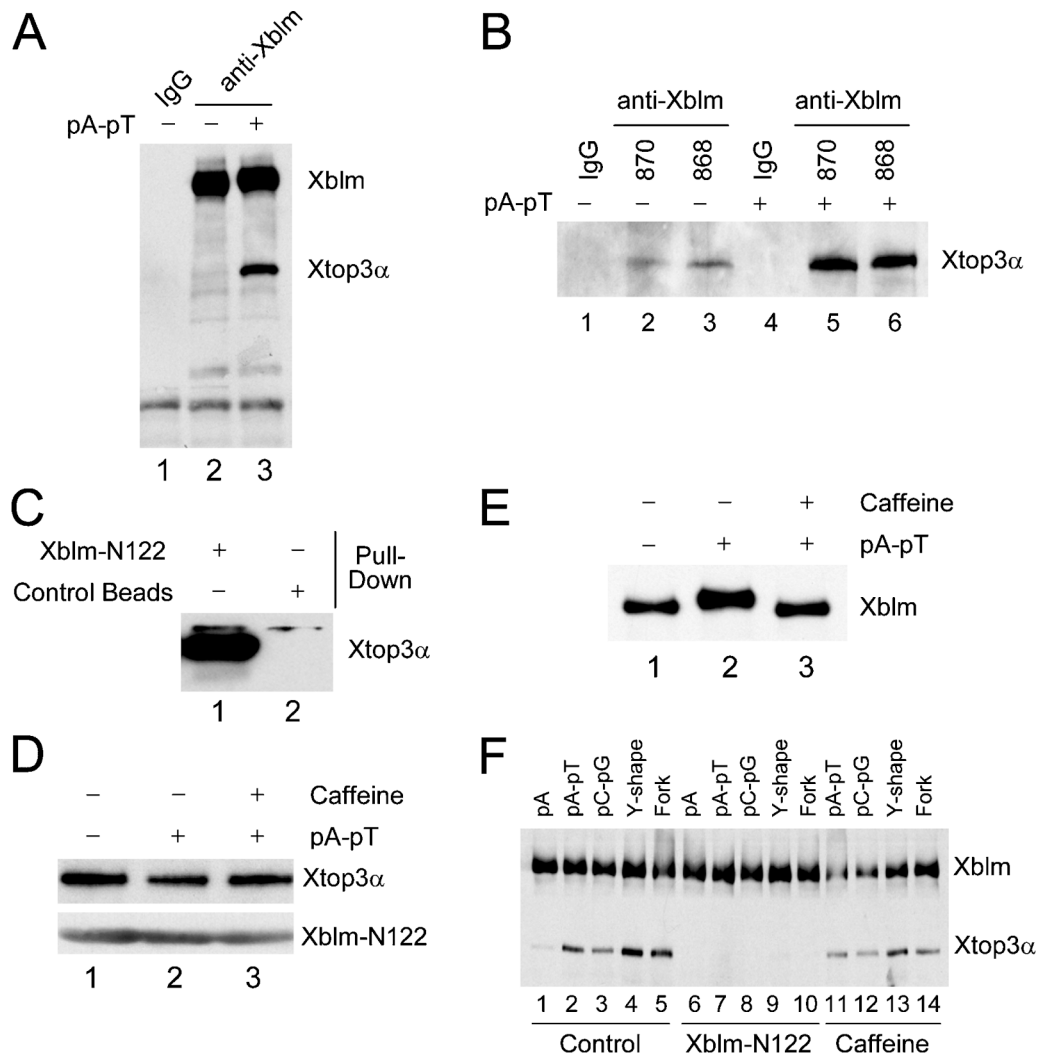 A
IgG
anti-Xblm
pA-pT – – +
Xblm
Xtop3α
1 2 3
B
anti-Xblm anti-Xblm
IgG 870 868 IgG 870 868
pA-pT – – – + + +
Xtop3α
1 2 3 4 5 6
C
Xblm-N122 + –
Control Beads – +
Pull-
Down
Xtop3α
1 2
D
– – + Caffeine
– + + pA-pT
Xtop3α
Xblm-N122
1 2 3
E
– – + Caffeine
– + + pA-pT
Xblm
1 2 3
F
pA pA-pT pC-pG Y-shape Fork pA pA-pT pC-pG Y-shape Fork pA-pT pC-pG Y-shape Fork
Xblm
Xtop3α
1 2 3 4 5 6 7 8 9 10 11 12 13 14
Control Xblm-N122 Caffeine